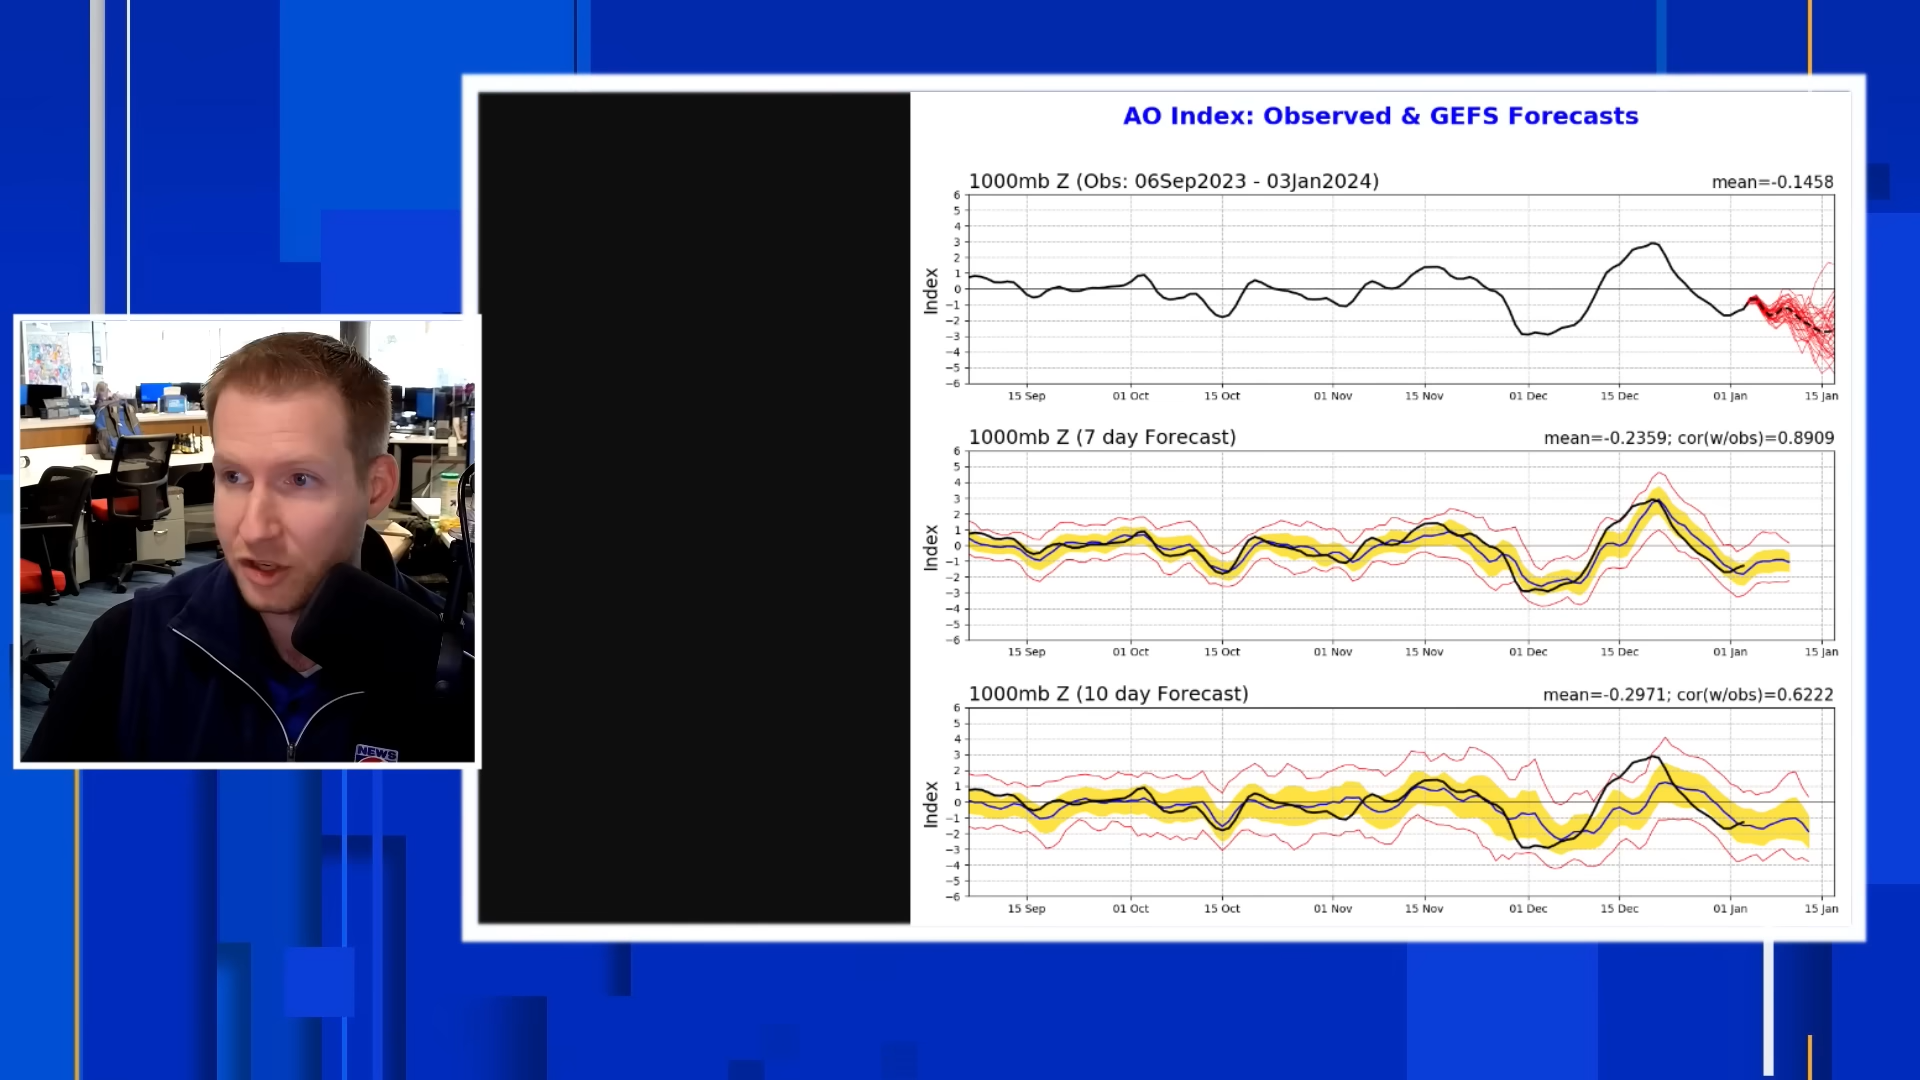 AO Index: Observed & GEFS Forecasts
1000mb Z (Obs: 06Sep2023 - 03Jan2024)
mean=-0.1458
6
5
4
3
2
1
0
−1
−2
−3
−4
−5
−6
Index
15 Sep
01 Oct
15 Oct
01 Nov
15 Nov
01 Dec
15 Dec
01 Jan
15 Jan
1000mb Z (7 day Forecast)
mean=-0.2359; cor(w/obs)=0.8909
6
5
4
3
2
1
0
−1
−2
−3
−4
−5
−6
Index
15 Sep
01 Oct
15 Oct
01 Nov
15 Nov
01 Dec
15 Dec
01 Jan
15 Jan
1000mb Z (10 day Forecast)
mean=-0.2971; cor(w/obs)=0.6222
6
5
4
3
2
1
0
−1
−2
−3
−4
−5
−6
Index
15 Sep
01 Oct
15 Oct
01 Nov
15 Nov
01 Dec
15 Dec
01 Jan
15 Jan
NEWS